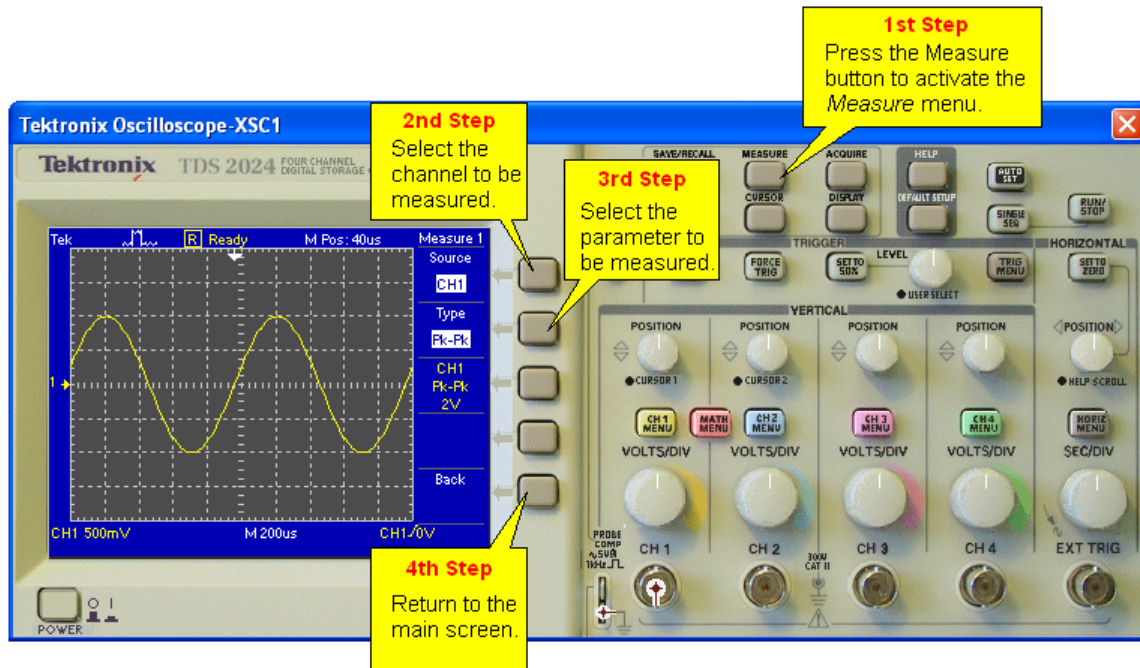 1st Step
Press the Measure
button to activate the
Measure menu.
Tektronix Oscilloscope-XSC1
2nd Step
Select the
channel to be
measured.
3rd Step
Select the
parameter to
be measured.
4th Step
Return to the
main screen.
Tektronix TDS 2024 FOUR CHANNEL
DIGITAL STORAGE
SAVE/RECALL MEASURE ACQUIRE HELP
AUTO
SET
CURSOR DISPLAY DEFAULT SETUP
SINGLE
SEQ
RUN/
STOP
Tek R Ready M Pos: 40us Measure 1
Source
CH1
Type
Pk-Pk
CH1
Pk-Pk
2V
Back
1
CH1 500mV M 200us CH1/0V
TRIGGER HORIZONTAL
FORCE
TRIG
SET TO
50%
LEVEL
USER SELECT
TRIG
MENU
SET TO
ZERO
VERTICAL
POSITION POSITION POSITION POSITION POSITION
CURSOR 1 CURSOR 2 HELP SCROLL
CH 1
MENU
MATH
MENU
CH 2
MENU
CH 3
MENU
CH 4
MENU
HORIZ
MENU
VOLTS/DIV VOLTS/DIV VOLTS/DIV VOLTS/DIV SEC/DIV
PROBE
COMP
~5V
1kHz
CH 1 CH 2 CH 3 CH 4 EXT TRIG
300V
CAT II
POWER